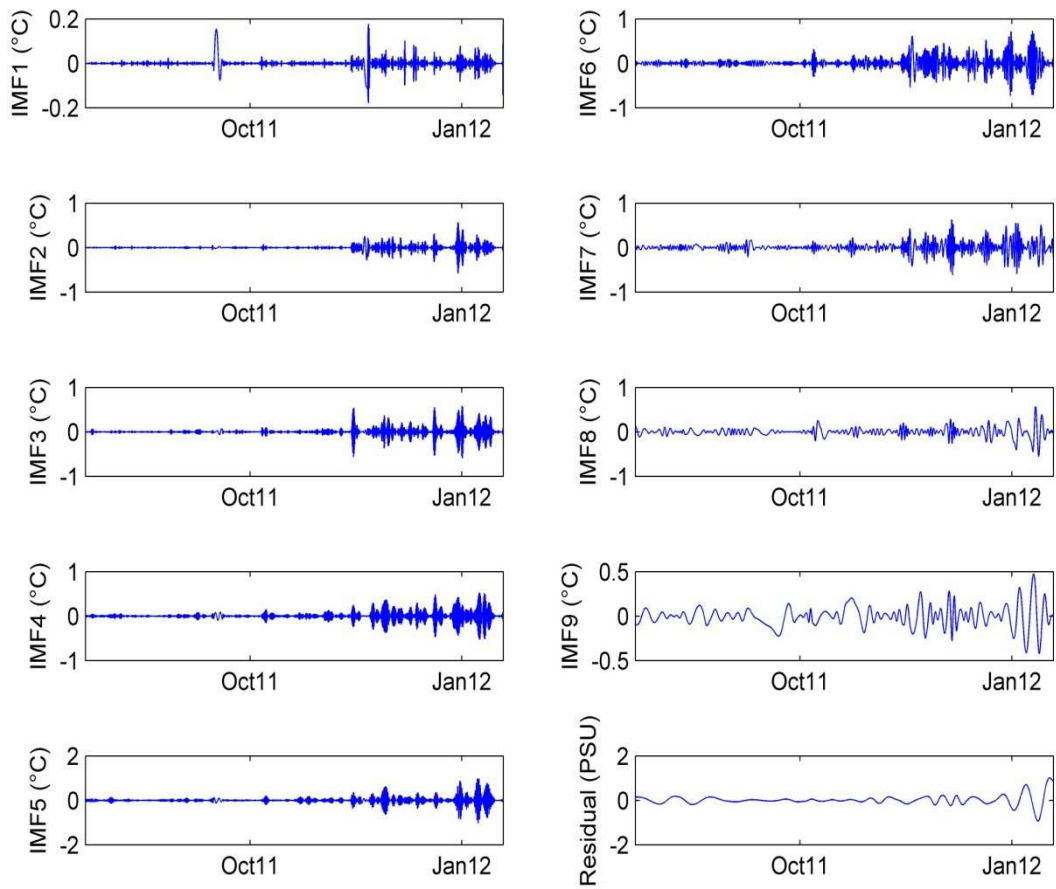 0.2
IMF1 (°C)
0
-0.2
Oct11
Jan12
1
IMF2 (°C)
0
-1
Oct11
Jan12
1
IMF3 (°C)
0
-1
Oct11
Jan12
1
IMF4 (°C)
0
-1
Oct11
Jan12
2
IMF5 (°C)
0
-2
Oct11
Jan12
1
IMF6 (°C)
0
-1
Oct11
Jan12
1
IMF7 (°C)
0
-1
Oct11
Jan12
1
IMF8 (°C)
0
-1
Oct11
Jan12
0.5
IMF9 (°C)
0
-0.5
Oct11
Jan12
2
Residual (PSU)
0
-2
Oct11
Jan12